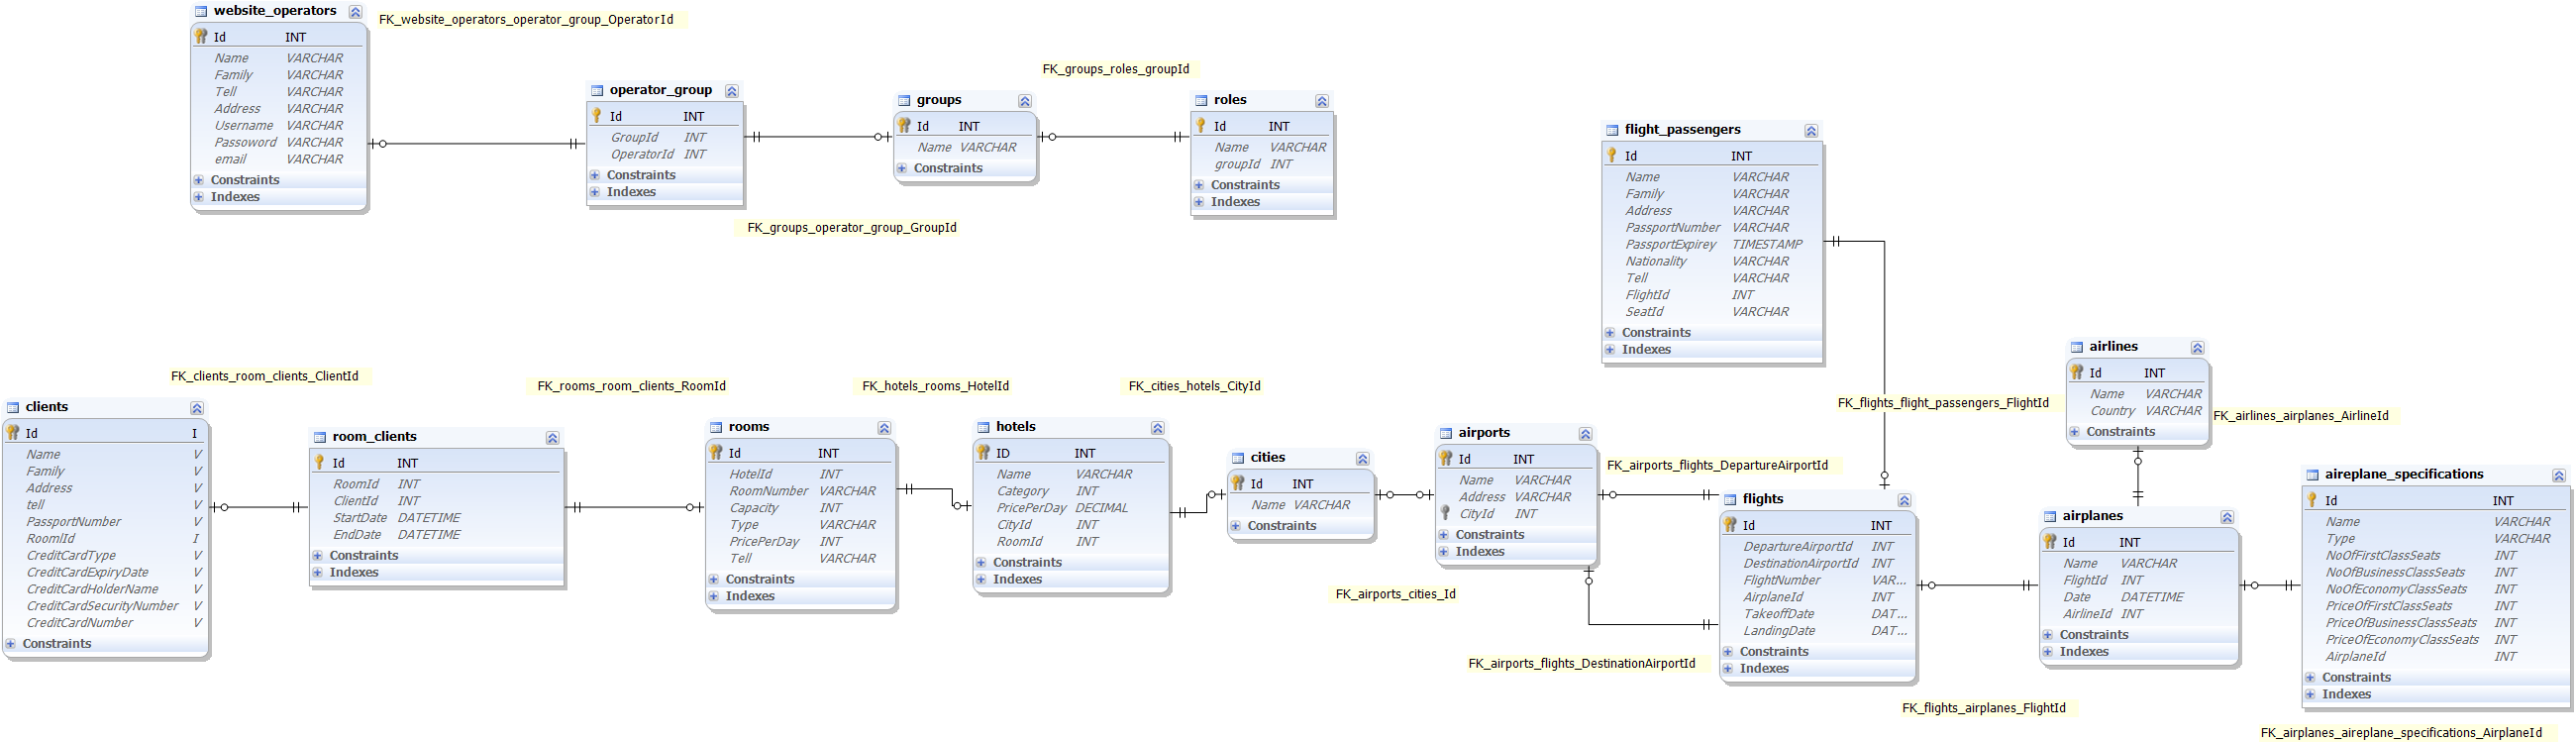 website_operators
Id INT
Name VARCHAR
Family VARCHAR
Tell VARCHAR
Address VARCHAR
Username VARCHAR
Passoword VARCHAR
email VARCHAR
Constraints
Indexes
FK_website_operators_operator_group_OperatorId
operator_group
Id INT
GroupId INT
OperatorId INT
Constraints
Indexes
FK_groups_operator_group_GroupId
groups
Id INT
Name VARCHAR
Constraints
FK_groups_roles_groupId
roles
Id INT
Name VARCHAR
groupId INT
Constraints
Indexes
flight_passengers
Id INT
Name VARCHAR
Family VARCHAR
Address VARCHAR
PassportNumber VARCHAR
PassportExpirey TIMESTAMP
Nationality VARCHAR
Tell VARCHAR
FlightId INT
SeatId VARCHAR
Constraints
Indexes
FK_clients_room_clients_ClientId
clients
Id I
Name V
Family V
Address V
tell V
PassportNumber V
RoomId I
CreditCardType V
CreditCardExpiryDate V
CreditCardHolderName V
CreditCardSecurityNumber V
CreditCardNumber V
Constraints
room_clients
Id INT
RoomId INT
ClientId INT
StartDate DATETIME
EndDate DATETIME
Constraints
Indexes
FK_rooms_room_clients_RoomId
rooms
Id INT
HotelId INT
RoomNumber VARCHAR
Capacity INT
Type VARCHAR
PricePerDay INT
Tell VARCHAR
Constraints
Indexes
FK_hotels_rooms_HotelId
hotels
ID INT
Name VARCHAR
Category INT
PricePerDay DECIMAL
CityId INT
RoomId INT
Constraints
Indexes
FK_cities_hotels_CityId
cities
Id INT
Name VARCHAR
Constraints
FK_airports_cities_Id
airports
Id INT
Name VARCHAR
Address VARCHAR
CityId INT
Constraints
Indexes
FK_airports_flights_DepartureAirportId
FK_airports_flights_DestinationAirportId
FK_flights_flight_passengers_FlightId
flights
Id INT
DepartureAirportId INT
DestinationAirportId INT
FlightNumber VAR...
AirplaneId INT
TakeoffDate DAT...
LandingDate DAT...
Constraints
Indexes
FK_flights_airplanes_FlightId
airlines
Id INT
Name VARCHAR
Country VARCHAR
Constraints
FK_airlines_airplanes_AirlineId
airplanes
Id INT
Name VARCHAR
FlightId INT
Date DATETIME
AirlineId INT
Constraints
Indexes
aireplane_specifications
Id INT
Name VARCHAR
Type VARCHAR
NoOfFirstClassSeats INT
NoOfBusinessClassSeats INT
NoOfEconomyClassSeats INT
PriceOfFirstClassSeats INT
PriceOfBusinessClassSeats INT
PriceOfEconomyClassSeats INT
AirplaneId INT
Constraints
Indexes
FK_airplanes_aireplane_specifications_AirplaneId